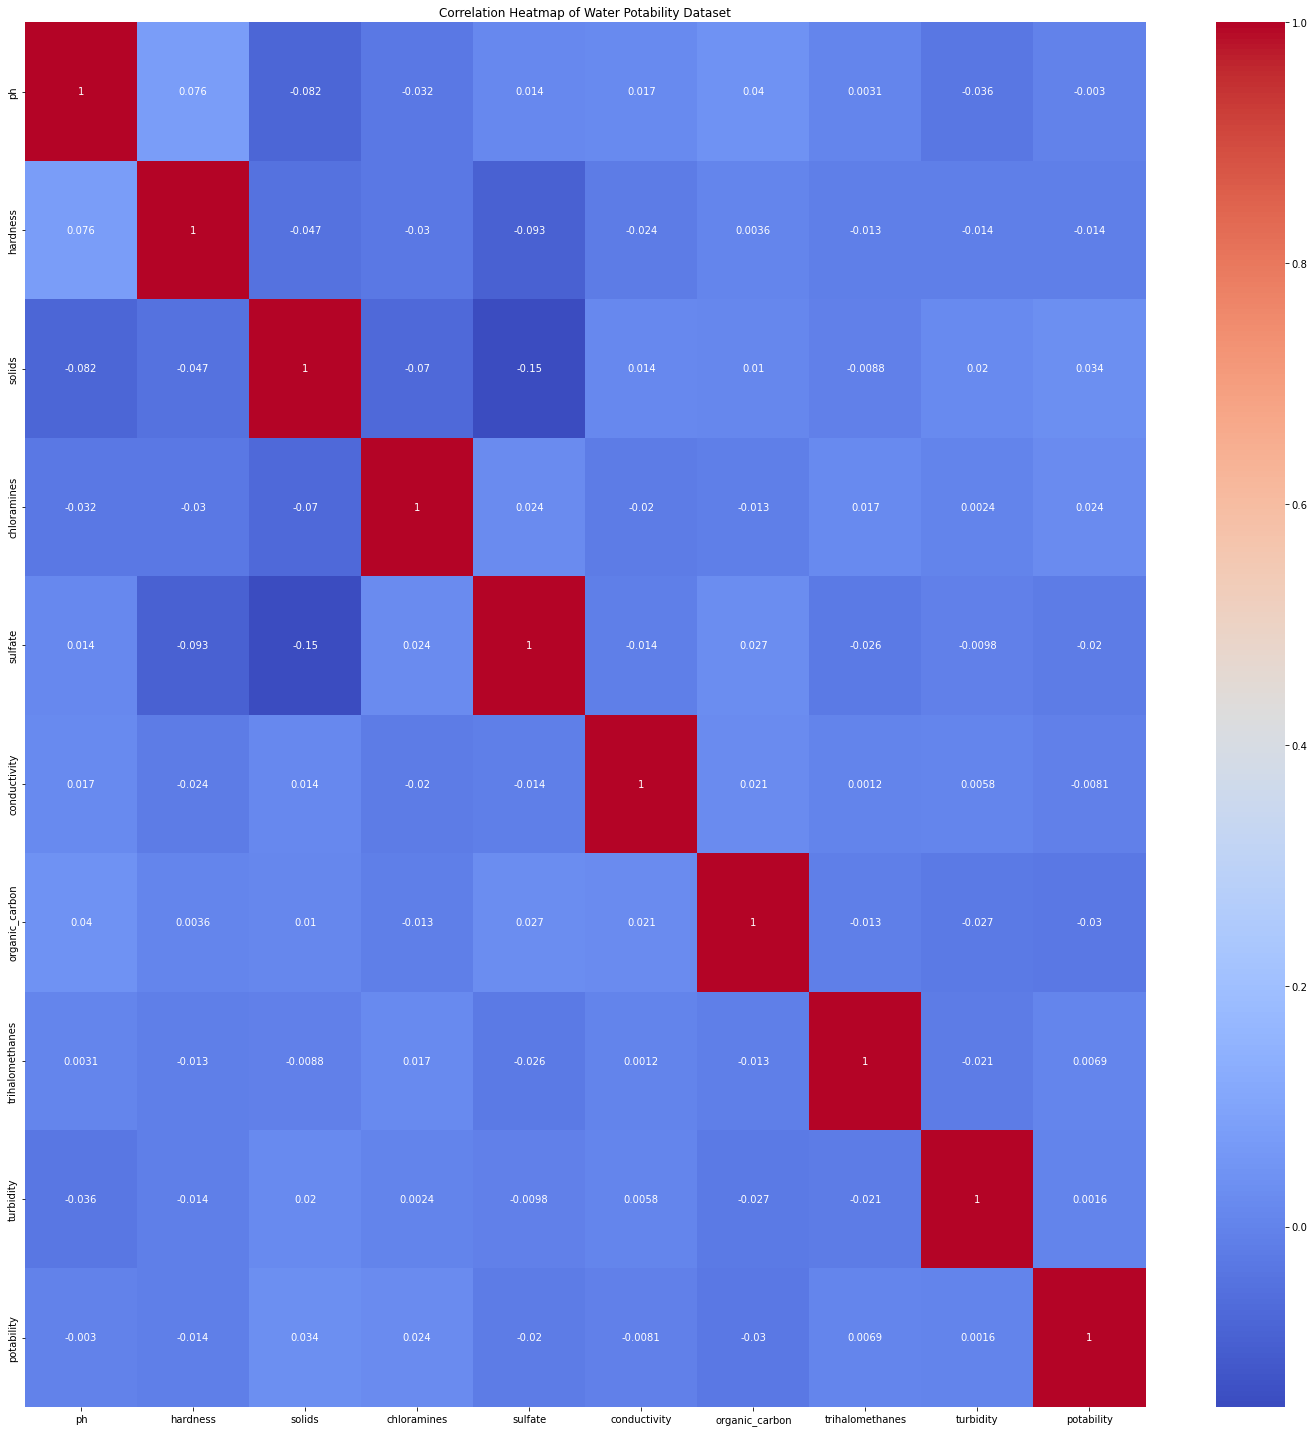 Correlation Heatmap of Water Potability Dataset
ph 1 0.076 -0.082 -0.032 0.014 0.017 0.04 0.0031 -0.036 -0.003
hardness 0.076 1 -0.047 -0.03 -0.093 -0.024 0.0036 -0.013 -0.014 -0.014
solids -0.082 -0.047 1 -0.07 -0.15 0.014 0.01 -0.0088 0.02 0.034
chloramines -0.032 -0.03 -0.07 1 0.024 -0.02 -0.013 0.017 0.0024 0.024
sulfate 0.014 -0.093 -0.15 0.024 1 -0.014 0.027 -0.026 -0.0098 -0.02
conductivity 0.017 -0.024 0.014 -0.02 -0.014 1 0.021 0.0012 0.0058 -0.0081
organic_carbon 0.04 0.0036 0.01 -0.013 0.027 0.021 1 -0.013 -0.027 -0.03
trihalomethanes 0.0031 -0.013 -0.0088 0.017 -0.026 0.0012 -0.013 1 -0.021 0.0069
turbidity -0.036 -0.014 0.02 0.0024 -0.0098 0.0058 -0.027 -0.021 1 0.0016
potability -0.003 -0.014 0.034 0.024 -0.02 -0.0081 -0.03 0.0069 0.0016 1
ph hardness solids chloramines sulfate conductivity organic_carbon trihalomethanes turbidity potability
1.0
0.8
0.6
0.4
0.2
0.0